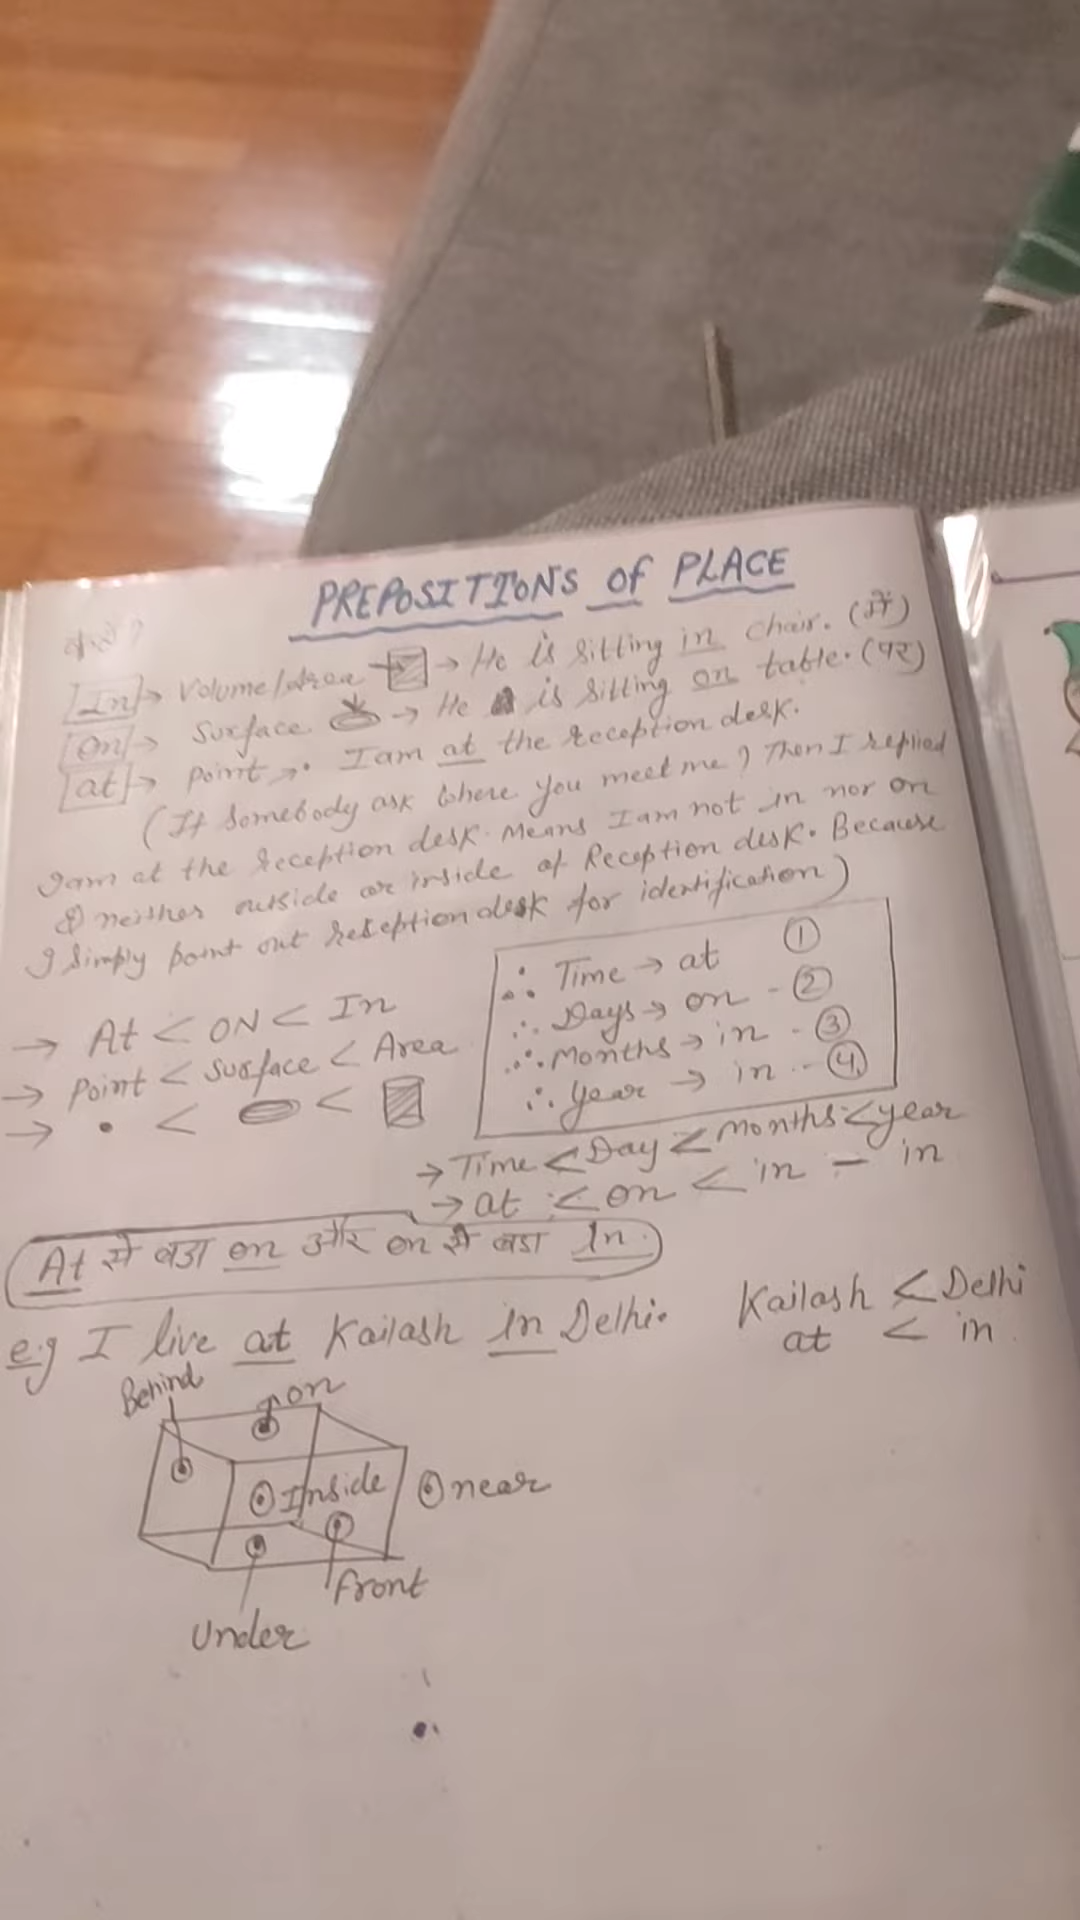 PREPOSITIONS of PLACE
In → Volume/Area → He is sitting in chair. (में)
on → Surface → He is sitting on table. (पर)
at → point → • I am at the reception desk.
(If somebody ask where you meet me? Then I replied
I am at the reception desk. Means I am not in nor on
& neither outside or inside of Reception desk. Because
I simply point out reception desk for identification)
∴ Time → at ①
∴ Days → on - ②
∴ Months → in - ③
∴ Year → in - ④
→ At < ON < In
→ Point < Surface < Area
→ • < <
→ Time < Day < Months < year
→ at < on < in - in
At से बड़ा on और on से बड़ा In.
e.g I live at Kailash in Delhi. Kailash < Delhi
at < in.
Behind
on
Inside
near
front
Under